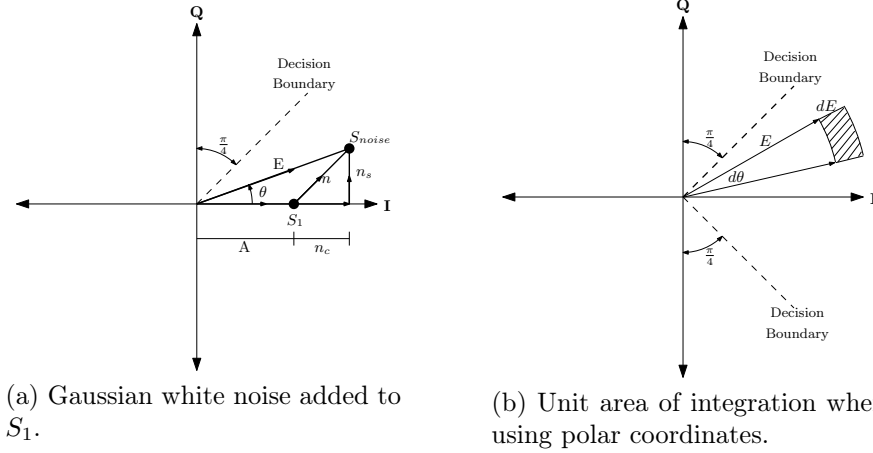 Q
Decision
Boundary
π/4
S_noise
E
θ
n
n_s
I
S_1
A
n_c
(a) Gaussian white noise added to
S_1.
Q
Decision
Boundary
dE
π/4
E
dθ
I
π/4
Decision
Boundary
(b) Unit area of integration whe
using polar coordinates.